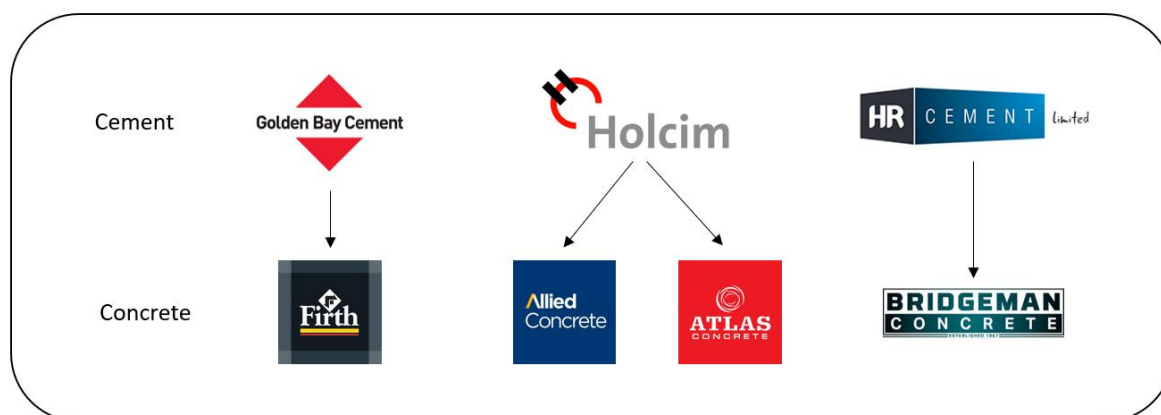 Cement
Golden Bay Cement
Holcim
HR CEMENT Limited
Concrete
Firth
Allied
Concrete
ATLAS
CONCRETE
BRIDGEMAN
CONCRETE